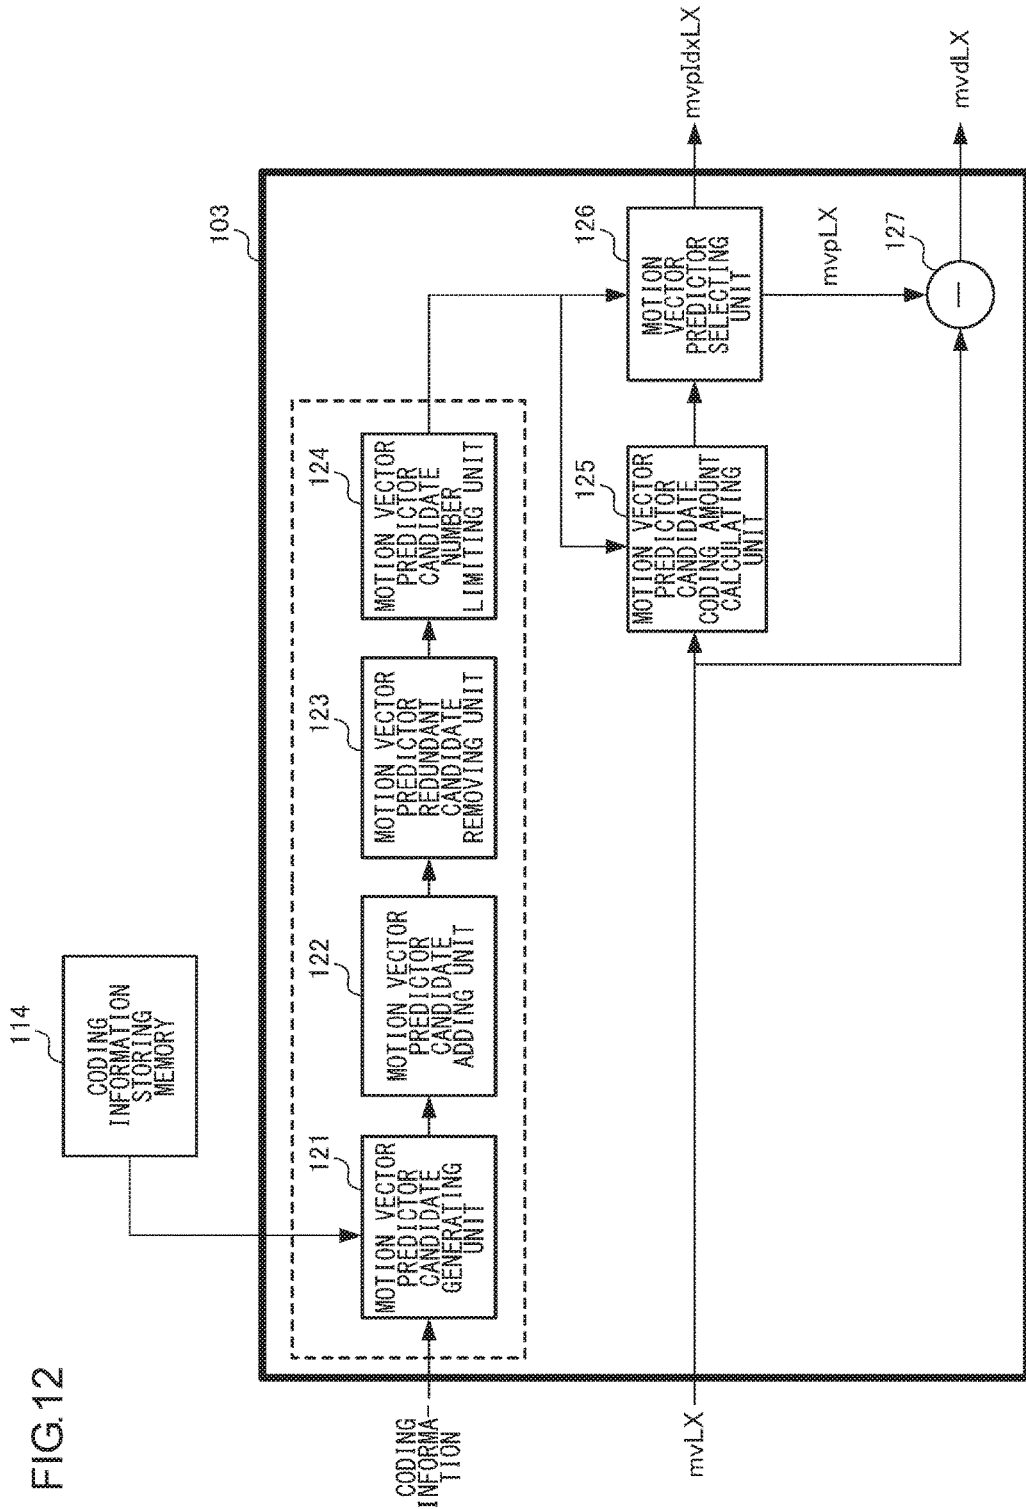 FIG.12
114
CODING
INFORMATION
STORING
MEMORY
103
CODING
INFORMA-
TION
121
MOTION VECTOR
PREDICTOR
CANDIDATE
GENERATING
UNIT
122
MOTION VECTOR
PREDICTOR
CANDIDATE
ADDING UNIT
123
MOTION VECTOR
PREDICTOR
REDUNDANT
CANDIDATE
REMOVING UNIT
124
MOTION VECTOR
PREDICTOR
CANDIDATE
NUMBER
LIMITING UNIT
mvLX
125
MOTION VECTOR
PREDICTOR
CANDIDATE
CODING AMOUNT
CALCULATING
UNIT
126
MOTION
VECTOR
PREDICTOR
SELECTING
UNIT
mvpIdxLX
mvpLX
127
−
mvdLX